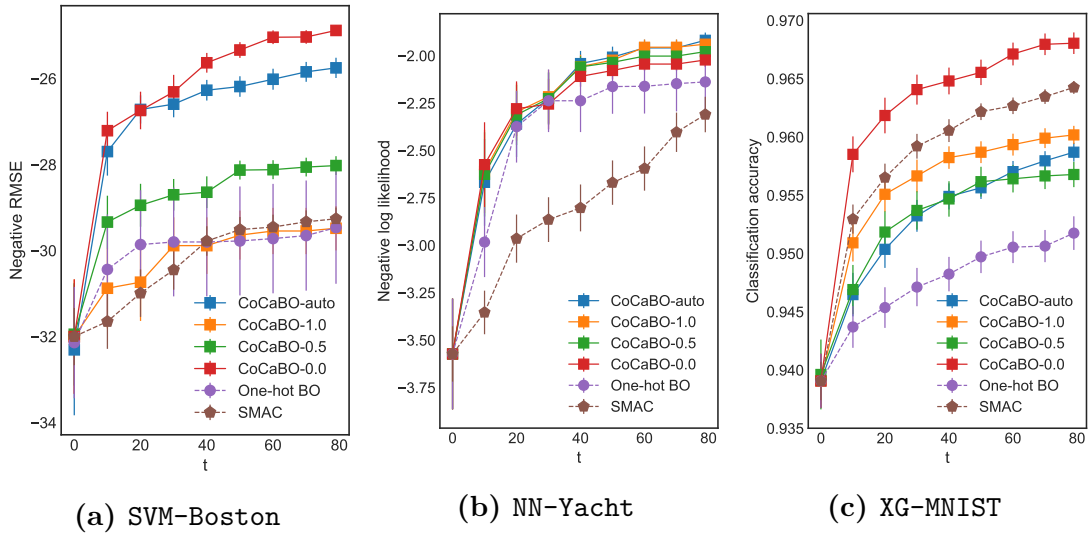 Negative RMSE
−26
−28
−30
−32
−34
0
20
40
60
80
t
CoCaBO-auto
CoCaBO-1.0
CoCaBO-0.5
CoCaBO-0.0
One-hot BO
SMAC
(a) SVM-Boston
Negative log likelihood
−2.00
−2.25
−2.50
−2.75
−3.00
−3.25
−3.50
−3.75
0
20
40
60
80
t
CoCaBO-auto
CoCaBO-1.0
CoCaBO-0.5
CoCaBO-0.0
One-hot BO
SMAC
(b) NN-Yacht
Classification accuracy
0.970
0.965
0.960
0.955
0.950
0.945
0.940
0.935
0
20
40
60
80
t
CoCaBO-auto
CoCaBO-1.0
CoCaBO-0.5
CoCaBO-0.0
One-hot BO
SMAC
(c) XG-MNIST